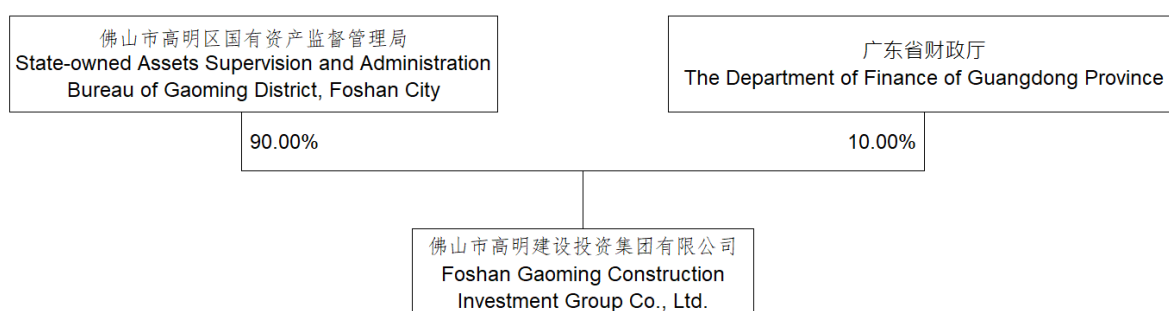 佛山市高明区国有资产监督管理局
State-owned Assets Supervision and Administration
Bureau of Gaoming District, Foshan City
广东省财政厅
The Department of Finance of Guangdong Province
90.00%
10.00%
佛山市高明建设投资集团有限公司
Foshan Gaoming Construction
Investment Group Co., Ltd.